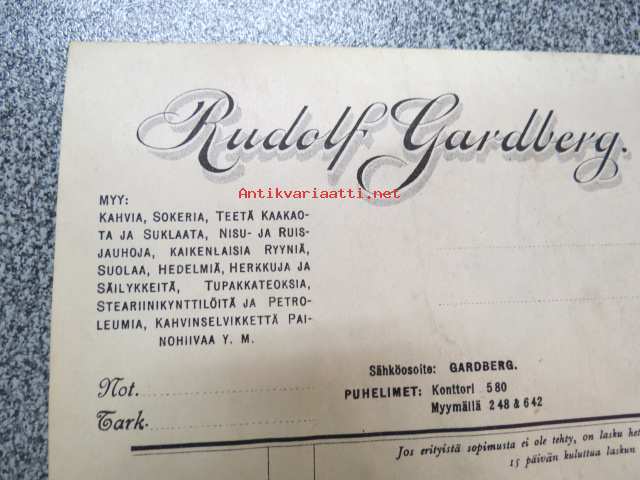 Rudolf Gardberg.
Antikvariaatti.net
MYY:
KAHVIA, SOKERIA, TEETÄ KAAKAO-
TA JA SUKLAATA, NISU- JA RUIS-
JAUHOJA, KAIKENLAISIA RYYNIÄ,
SUOLAA, HEDELMIÄ, HERKKUJA JA
SÄILYKKEITÄ, TUPAKKATEOKSIA,
STEARIINIKYNTTILÖITÄ JA PETRO-
LEUMIA, KAHVINSELVIKKETTÄ PAI-
NOHIIVAA Y. M.
Sähköosoite: GARDBERG.
PUHELIMET: Konttori 580
Myymälä 248 & 642
Not.
Tark.
Jos erityistä sopimusta ei ole tehty, on lasku het
15 päivän kuluttua laskun